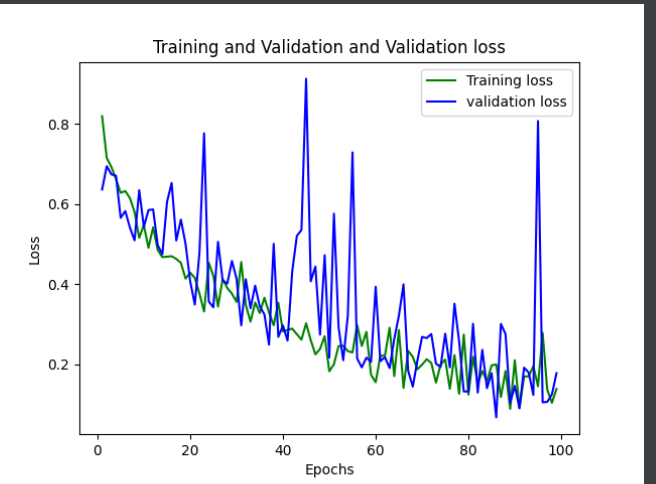 Training and Validation and Validation loss
Training loss
validation loss
0.8
0.6
0.4
0.2
Loss
0
20
40
60
80
100
Epochs